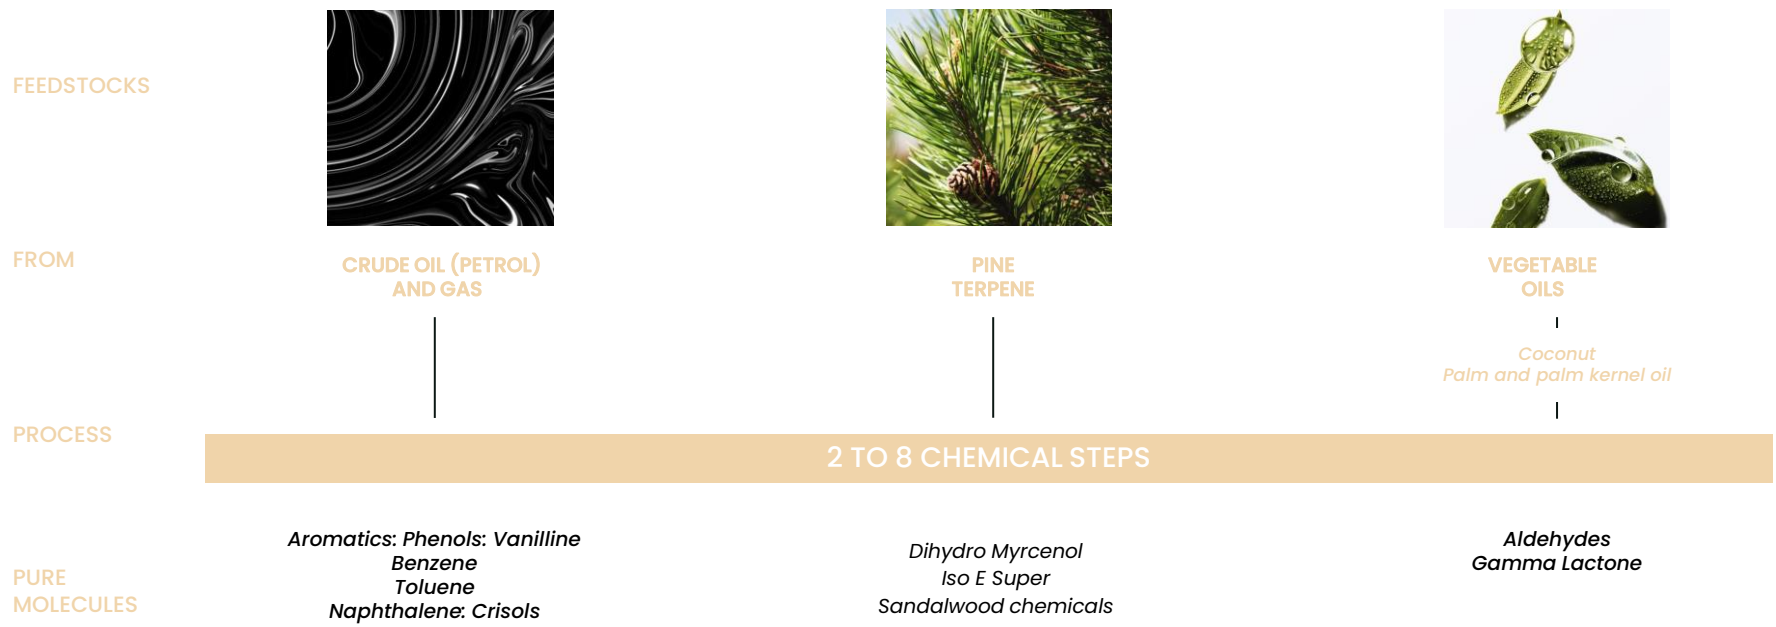 FEEDSTOCKS
FROM
CRUDE OIL (PETROL)
AND GAS
PINE
TERPENE
VEGETABLE
OILS
Coconut
Palm and palm kernel oil
PROCESS
2 TO 8 CHEMICAL STEPS
PURE
MOLECULES
Aromatics: Phenols: Vanilline
Benzene
Toluene
Naphthalene: Crisols
Dihydro Myrcenol
Iso E Super
Sandalwood chemicals
Aldehydes
Gamma Lactone